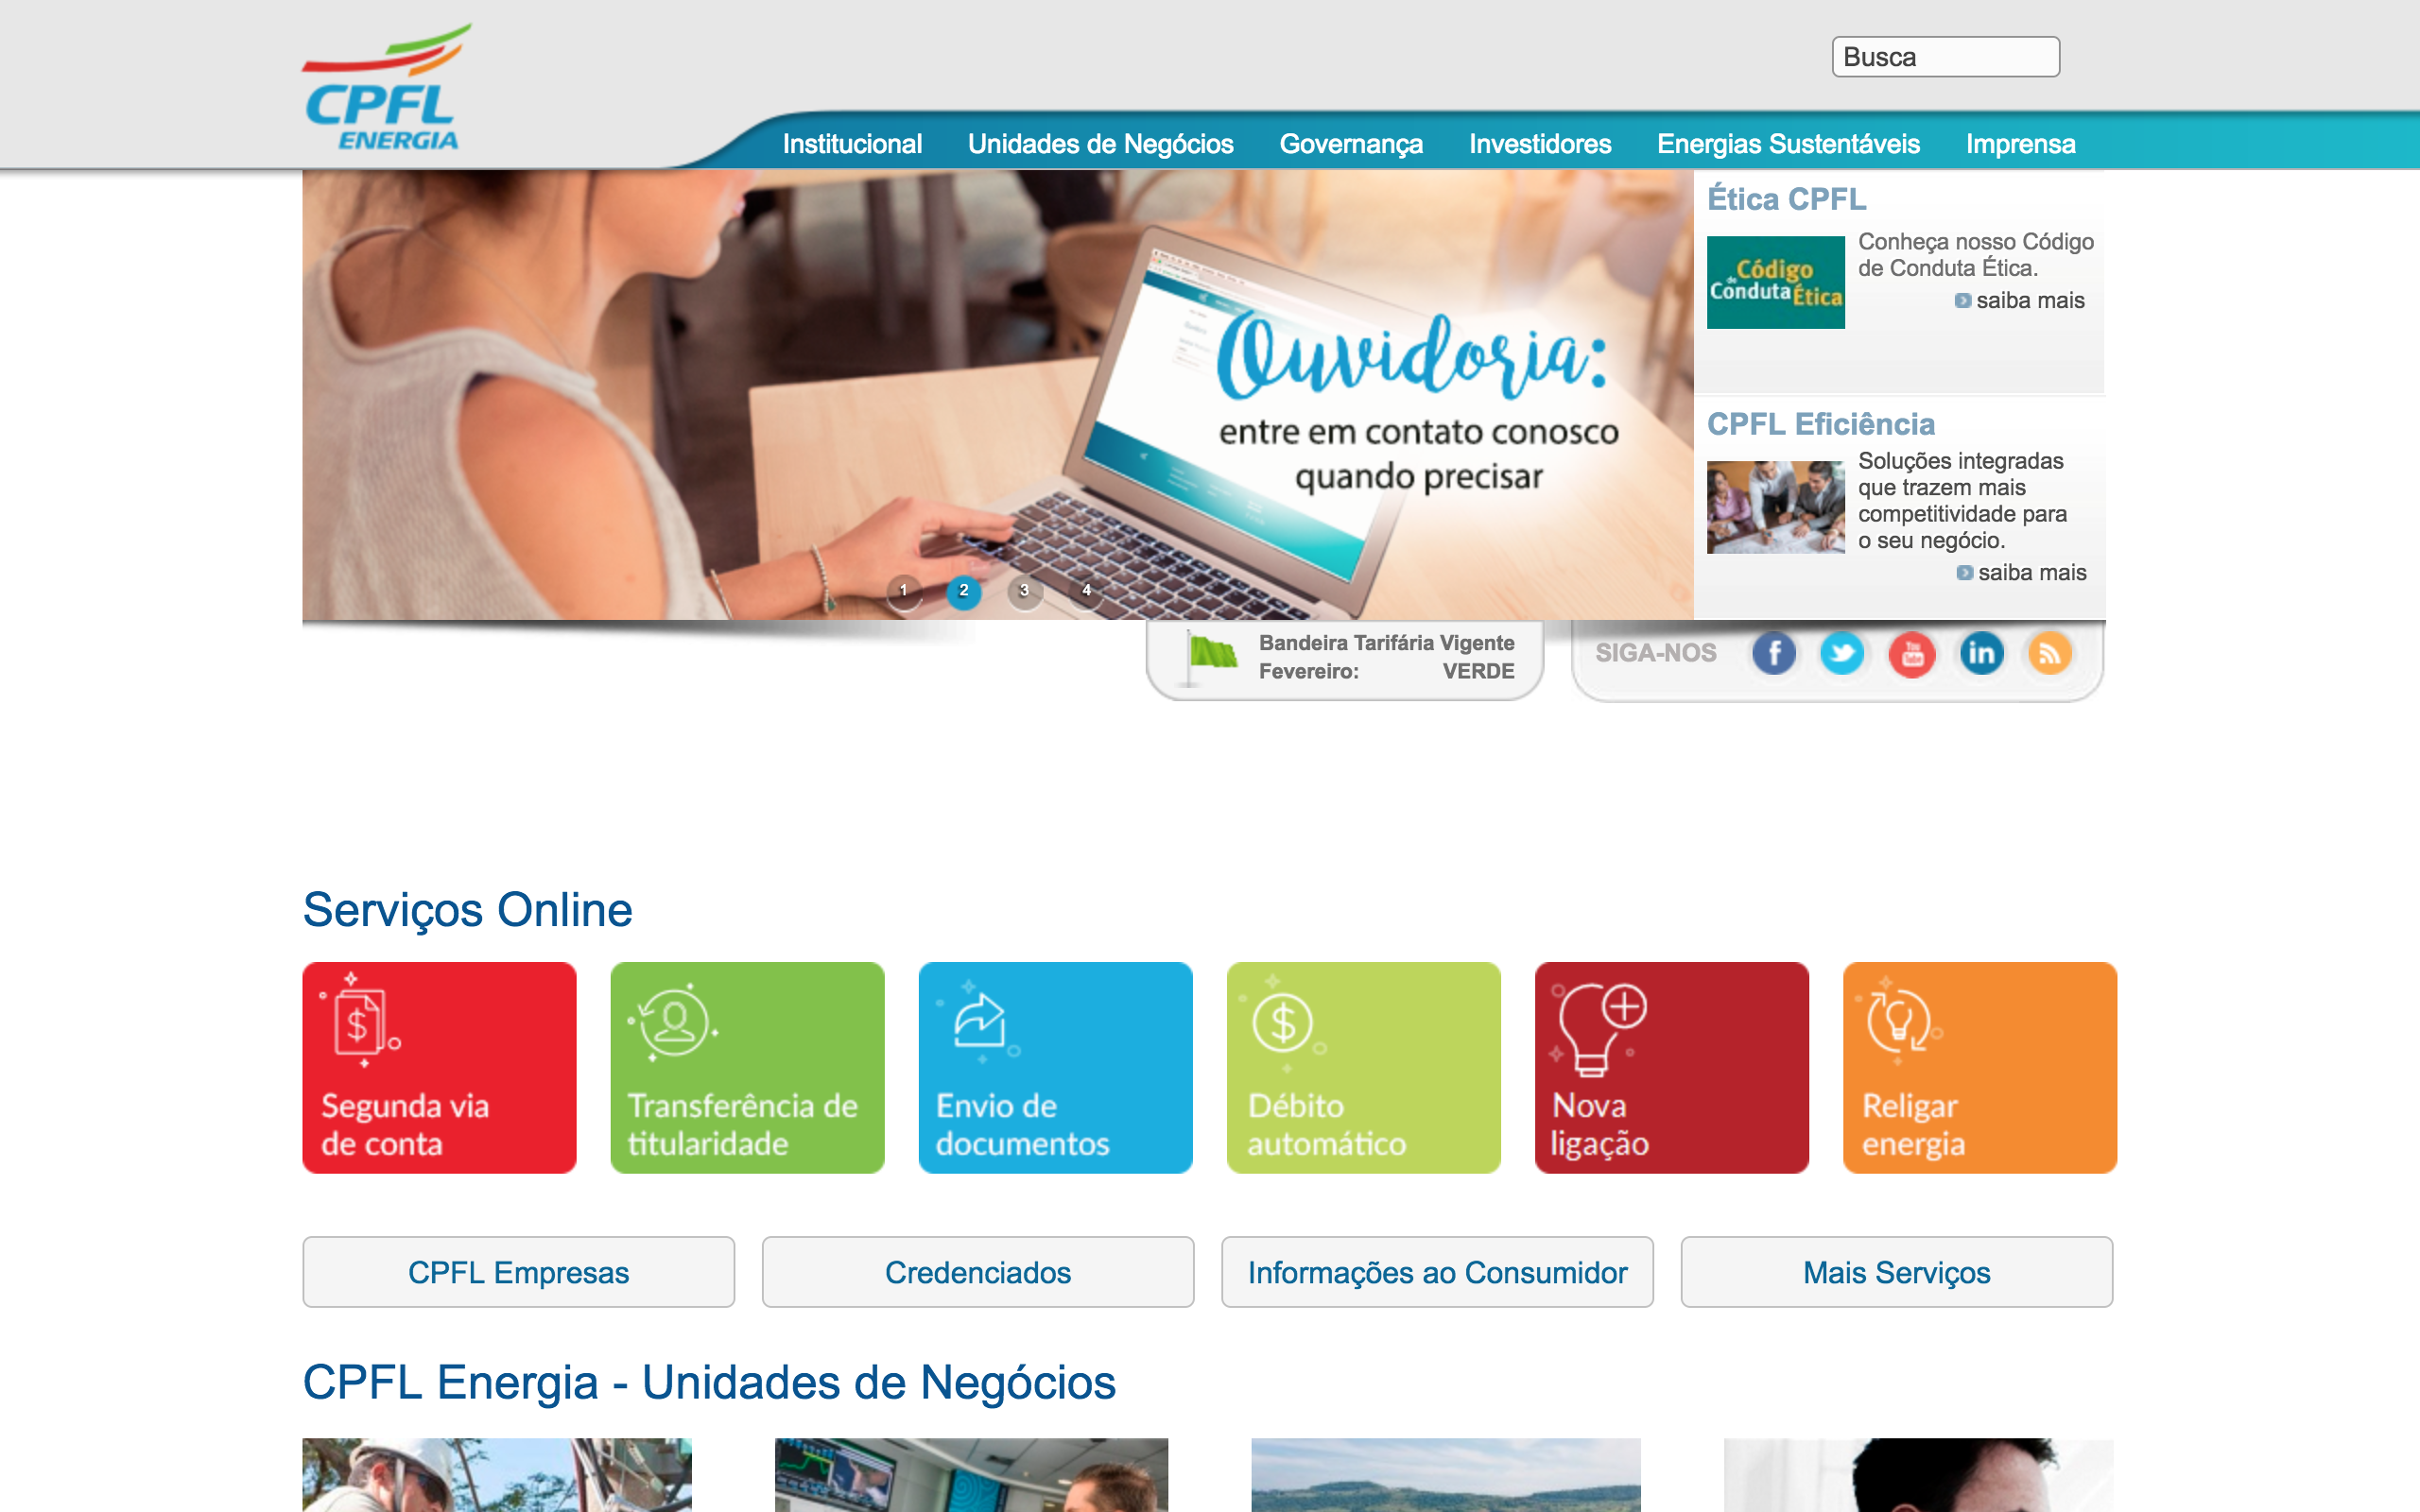 CPFL
ENERGIA
Busca
Institucional Unidades de Negócios Governança Investidores Energias Sustentáveis Imprensa
Ouvidoria:
entre em contato conosco
quando precisar
1 2 3 4
Ética CPFL
Código
de
Conduta Ética
Conheça nosso Código
de Conduta Ética.
saiba mais
CPFL Eficiência
Soluções integradas
que trazem mais
competitividade para
o seu negócio.
saiba mais
Bandeira Tarifária Vigente
Fevereiro: VERDE
SIGA-NOS
f
You
Tube
in
Serviços Online
$
Segunda via
de conta
Transferência de
titularidade
Envio de
documentos
$
Débito
automático
Nova
ligação
Religar
energia
CPFL Empresas
Credenciados
Informações ao Consumidor
Mais Serviços
CPFL Energia - Unidades de Negócios